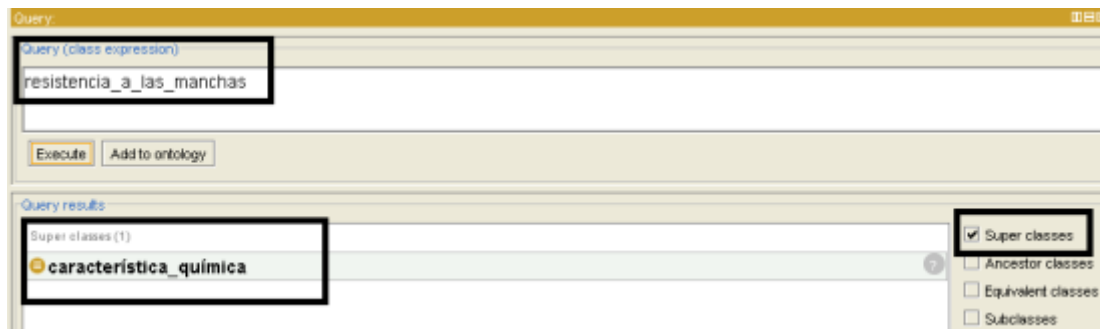 Query:
Query (class expression)
resistencia_a_las_manchas
Execute Add to ontology
Query results
Super classes (1)
característica_química
?
Super classes
Ancestor classes
Equivalent classes
Subclasses